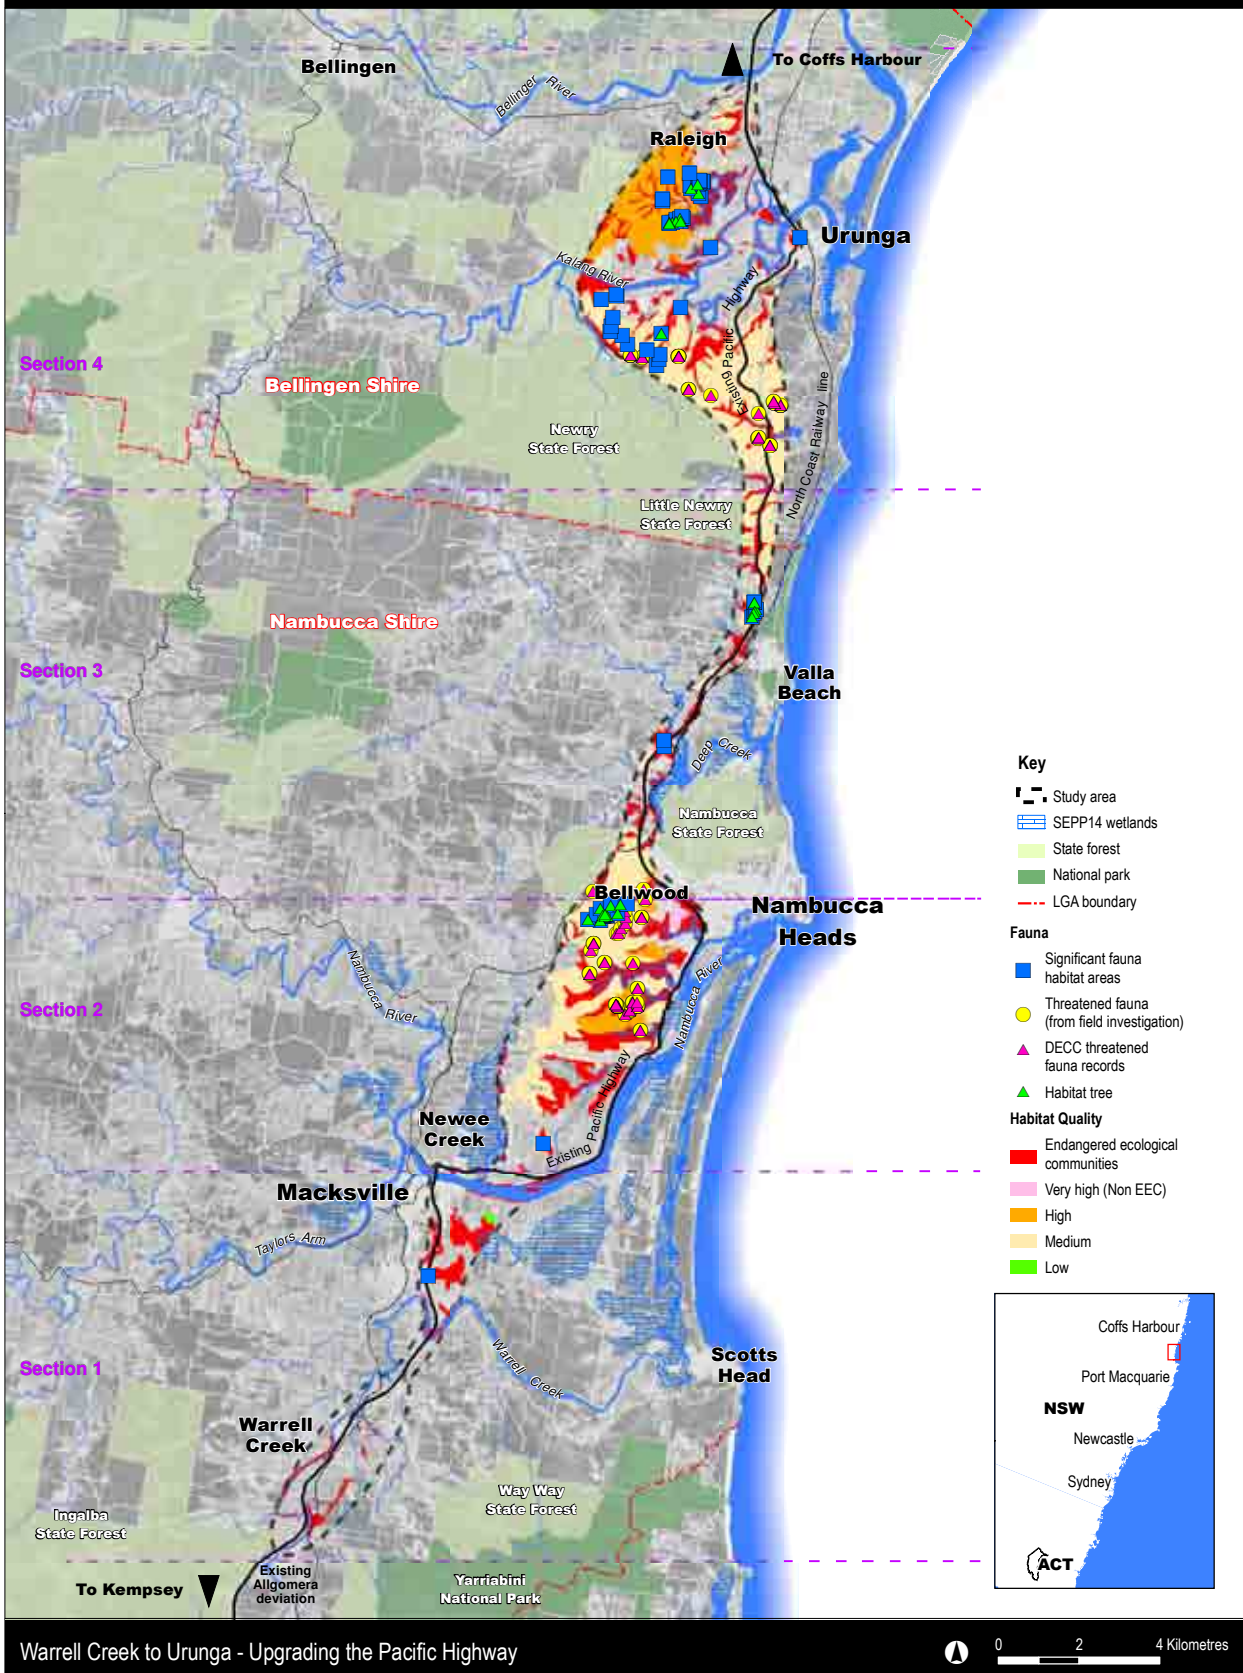 Bellingen
To Coffs Harbour
Bellinger River
Raleigh
Urunga
Kalang River
Existing Pacific Highway
Section 4
Bellingen Shire
Newry
State Forest
North Coast Railway line
Little Newry
State Forest
Nambucca Shire
Section 3
Valla
Beach
Deep Creek
Nambucca
State Forest
Bellwood
Nambucca
Heads
Nambucca River
Nambucca River
Section 2
Existing Pacific Highway
Newee
Creek
Macksville
Taylors Arm
Warrell Creek
Scotts
Head
Section 1
Warrell
Creek
Way Way
State Forest
Ingalba
State Forest
Existing
Allgomera
deviation
To Kempsey
Yarriabini
National Park
Key
Study area
SEPP14 wetlands
State forest
National park
LGA boundary
Fauna
Significant fauna
habitat areas
Threatened fauna
(from field investigation)
DECC threatened
fauna records
Habitat tree
Habitat Quality
Endangered ecological
communities
Very high (Non EEC)
High
Medium
Low
Coffs Harbour
Port Macquarie
NSW
Newcastle
Sydney
ACT
Warrell Creek to Urunga - Upgrading the Pacific Highway
0 2 4 Kilometres